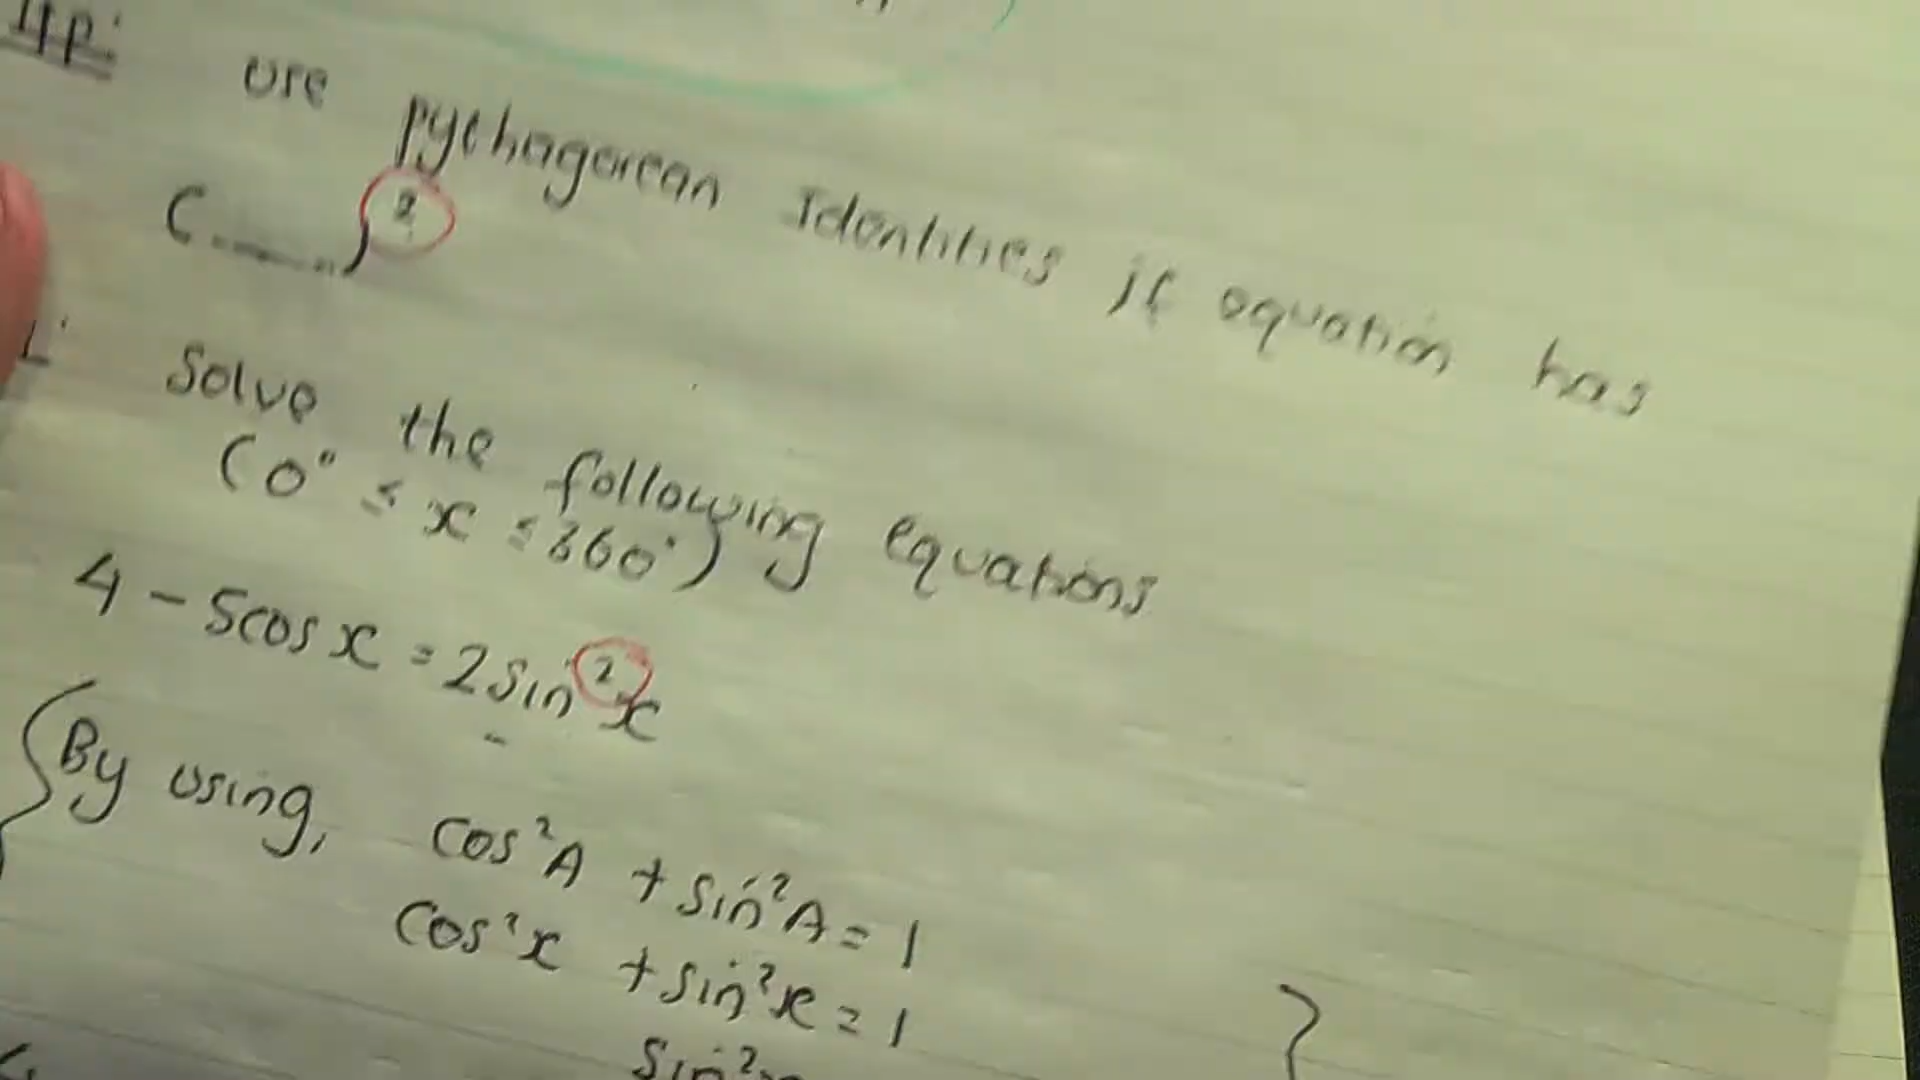 Use pythagorean Identities if equation has
(.......)²
Solve the following equations
(0° ≤ x ≤ 360°)
4 - 5cos x = 2sin²x
By using, cos²A + sin²A = 1
cos²x + sin²x = 1
sin²x